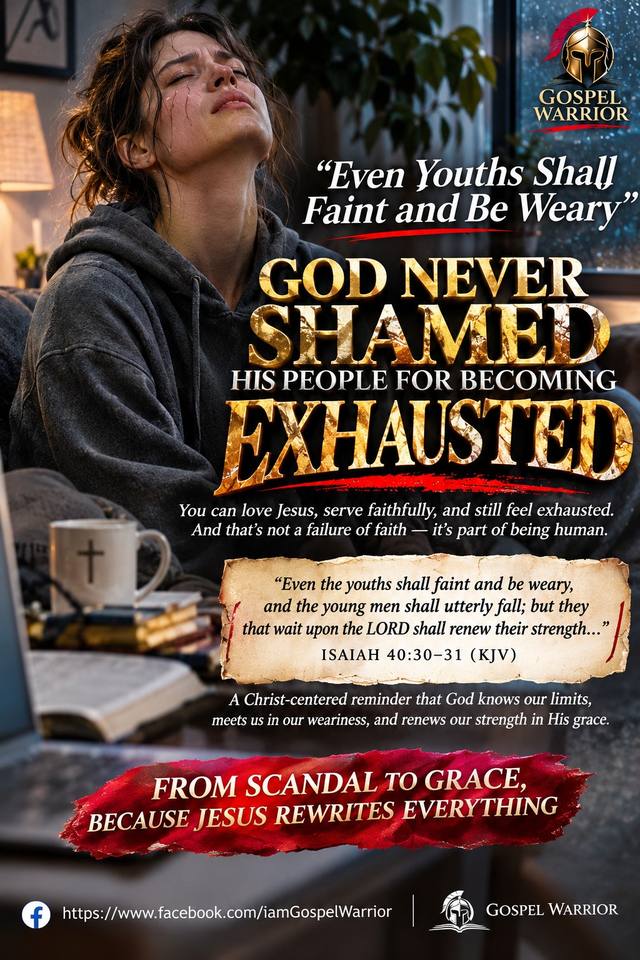 GOSPEL
WARRIOR
“Even Youths Shall
Faint and Be Weary”
GOD NEVER
SHAMED
HIS PEOPLE FOR BECOMING
EXHAUSTED
You can love Jesus, serve faithfully, and still feel exhausted.
And that’s not a failure of faith — it’s part of being human.
“Even the youths shall faint and be weary,
and the young men shall utterly fall; but they
that wait upon the LORD shall renew their strength...”
ISAIAH 40:30–31 (KJV)
A Christ-centered reminder that God knows our limits,
meets us in our weariness, and renews our strength in His grace.
FROM SCANDAL TO GRACE,
BECAUSE JESUS REWRITES EVERYTHING
https://www.facebook.com/iamGospelWarrior
GOSPEL WARRIOR